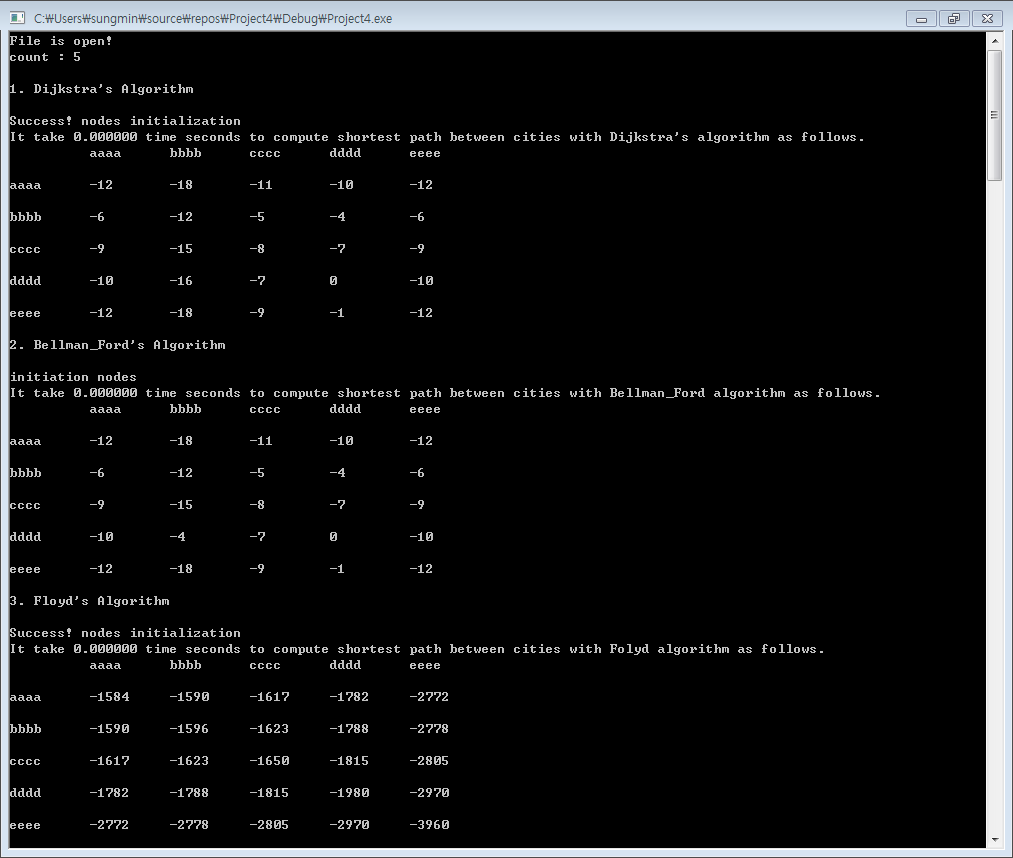 C:₩Users₩sungmin₩source₩repos₩Project4₩Debug₩Project4.exe
File is open!
count : 5
1. Dijkstra's Algorithm
Success! nodes initialization
It take 0.000000 time seconds to compute shortest path between cities with Dijkstra's algorithm as follows.
aaaa bbbb cccc dddd eeee
aaaa -12 -18 -11 -10 -12
bbbb -6 -12 -5 -4 -6
cccc -9 -15 -8 -7 -9
dddd -10 -16 -7 0 -10
eeee -12 -18 -9 -1 -12
2. Bellman_Ford's Algorithm
initiation nodes
It take 0.000000 time seconds to compute shortest path between cities with Bellman_Ford algorithm as follows.
aaaa bbbb cccc dddd eeee
aaaa -12 -18 -11 -10 -12
bbbb -6 -12 -5 -4 -6
cccc -9 -15 -8 -7 -9
dddd -10 -4 -7 0 -10
eeee -12 -18 -9 -1 -12
3. Floyd's Algorithm
Success! nodes initialization
It take 0.000000 time seconds to compute shortest path between cities with Folyd algorithm as follows.
aaaa bbbb cccc dddd eeee
aaaa -1584 -1590 -1617 -1782 -2772
bbbb -1590 -1596 -1623 -1788 -2778
cccc -1617 -1623 -1650 -1815 -2805
dddd -1782 -1788 -1815 -1980 -2970
eeee -2772 -2778 -2805 -2970 -3960